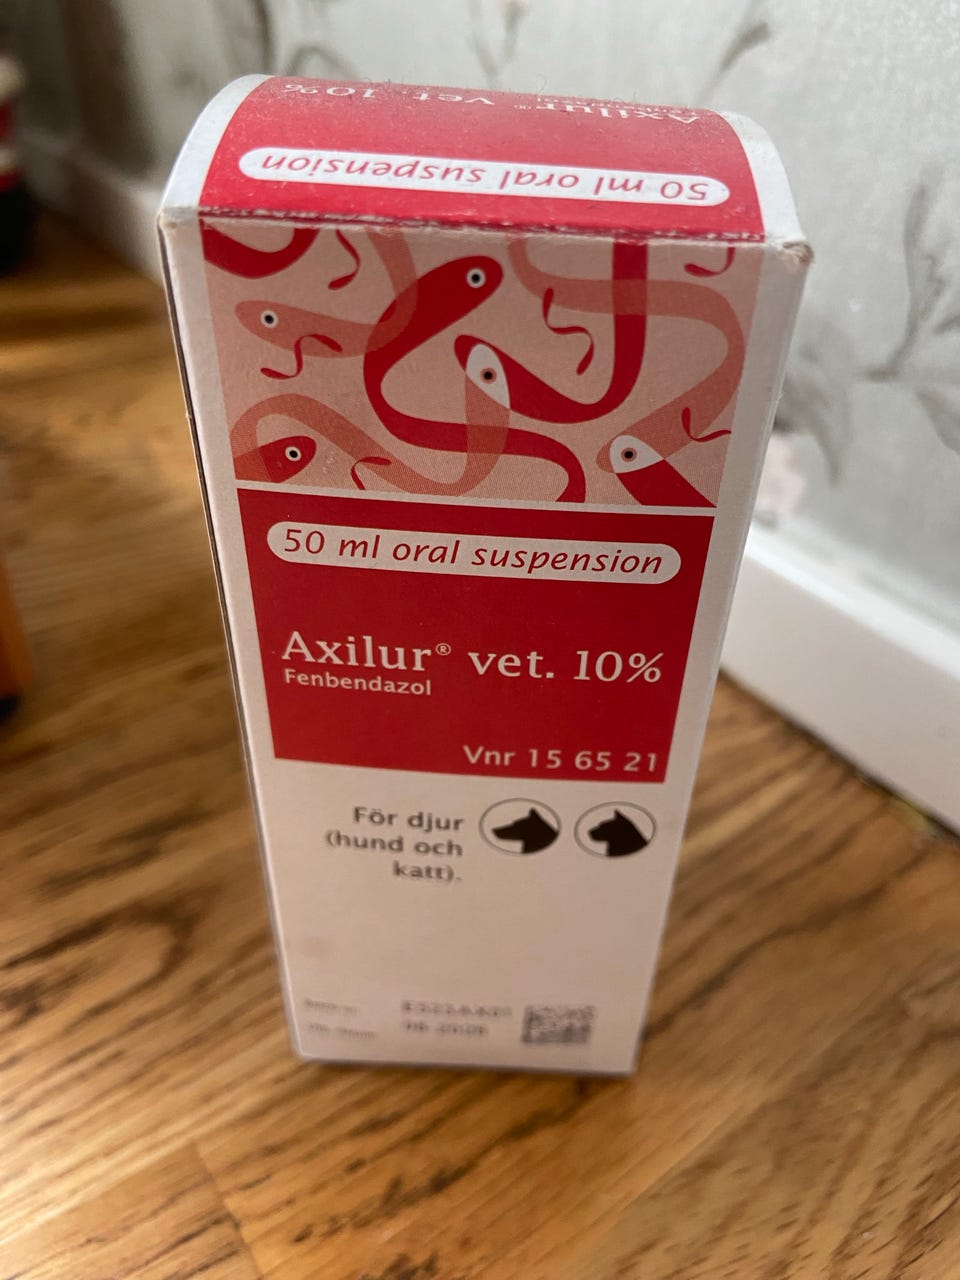 Axilur® vet. 10%
50 ml oral suspension
50 ml oral suspension
Axilur® vet. 10%
Fenbendazol
Vnr 15 65 21
För djur
(hund och
katt).